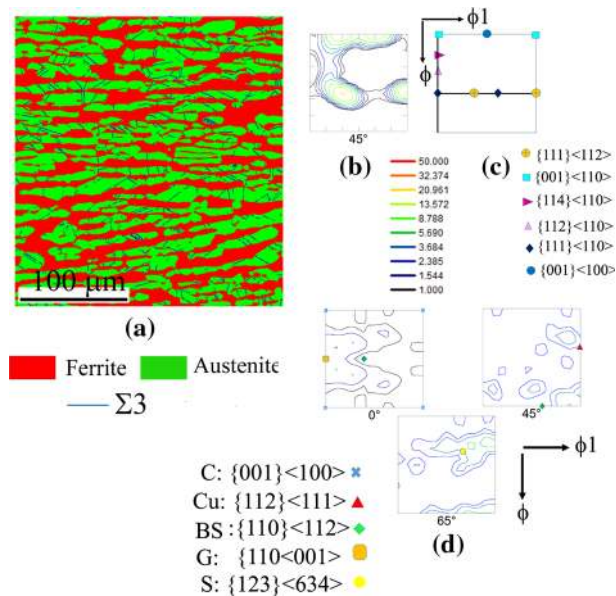 ϕ1
ϕ
45°
(b)
(c)
50.000
32.374
20.961
13.572
8.788
5.690
3.684
2.385
1.544
1.000
{111}<112>
{001}<110>
{114}<110>
{112}<110>
{111}<110>
{001}<100>
100 µm
(a)
Ferrite
Austenite
Σ3
0°
45°
65°
ϕ1
ϕ
(d)
C: {001}<100>
Cu: {112}<111>
BS :{110}<112>
G: {110<001>
S: {123}<634>